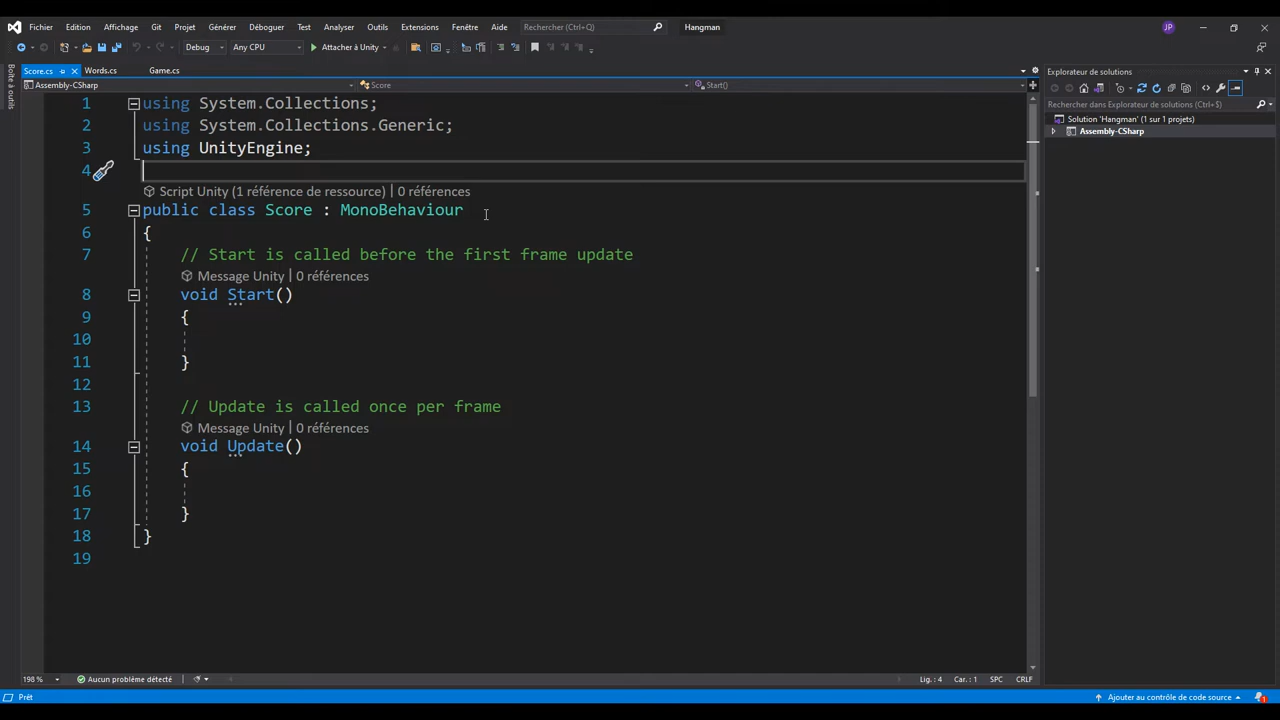 Fichier Edition Affichage Git Projet Générer Déboguer Test Analyser Outils Extensions Fenêtre Aide Rechercher (Ctrl+Q) Hangman JP
Debug Any CPU Attacher à Unity
Boîte à outils
Score.cs Words.cs Game.cs
Assembly-CSharp Score Start()
1 using System.Collections;
2 using System.Collections.Generic;
3 using UnityEngine;
4
Script Unity (1 référence de ressource) | 0 références
5 public class Score : MonoBehaviour
6 {
7 // Start is called before the first frame update
Message Unity | 0 références
8 void Start()
9 {
10
11 }
12
13 // Update is called once per frame
Message Unity | 0 références
14 void Update()
15 {
16
17 }
18 }
19
198 % Aucun problème détecté Lig. : 4 Car. : 1 SPC CRLF
Explorateur de solutions
Rechercher dans Explorateur de solutions (Ctrl+$)
Solution 'Hangman' (1 sur 1 projets)
Assembly-CSharp
Prêt Ajouter au contrôle de code source 1